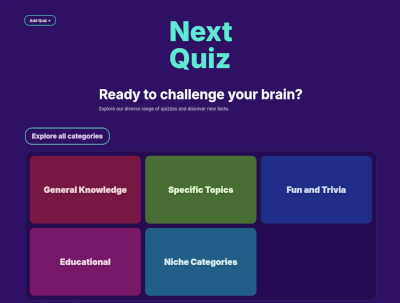 Add Quiz +
Next
Quiz
Ready to challenge your brain?
Explore our diverse range of quizzes and discover new facts.
Explore all categories
General Knowledge
Specific Topics
Fun and Trivia
Educational
Niche Categories